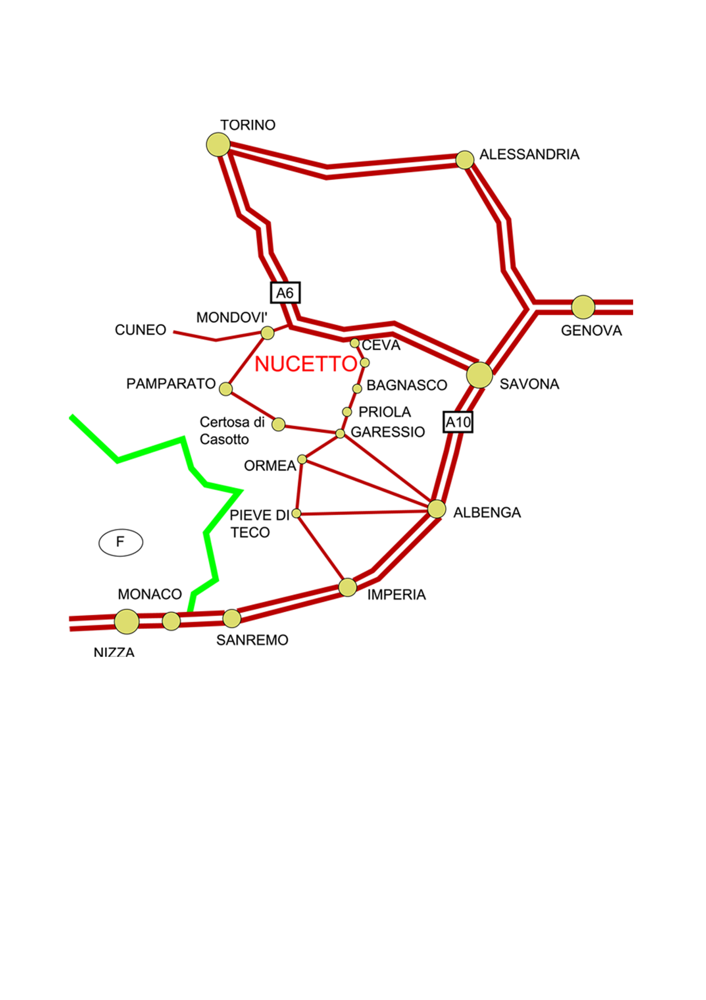 TORINO
ALESSANDRIA
A6
MONDOVI'
CUNEO
GENOVA
CEVA
NUCETTO
PAMPARATO
BAGNASCO
SAVONA
PRIOLA
A10
Certosa di
Casotto
GARESSIO
ORMEA
PIEVE DI
TECO
ALBENGA
F
MONACO
IMPERIA
SANREMO
NIZZA